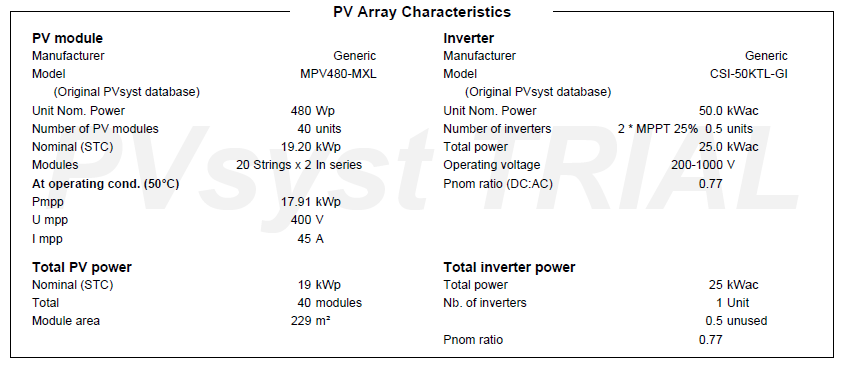 PV Array Characteristics
PV module
Manufacturer Generic
Model MPV480-MXL
(Original PVsyst database)
Unit Nom. Power 480 Wp
Number of PV modules 40 units
Nominal (STC) 19.20 kWp
Modules 20 Strings x 2 In series
At operating cond. (50°C)
Pmpp 17.91 kWp
U mpp 400 V
I mpp 45 A
Inverter
Manufacturer Generic
Model CSI-50KTL-GI
(Original PVsyst database)
Unit Nom. Power 50.0 kWac
Number of inverters 2 * MPPT 25% 0.5 units
Total power 25.0 kWac
Operating voltage 200-1000 V
Pnom ratio (DC:AC) 0.77
Total PV power
Nominal (STC) 19 kWp
Total 40 modules
Module area 229 m²
Total inverter power
Total power 25 kWac
Nb. of inverters 1 Unit
0.5 unused
Pnom ratio 0.77
PVsyst TRIAL